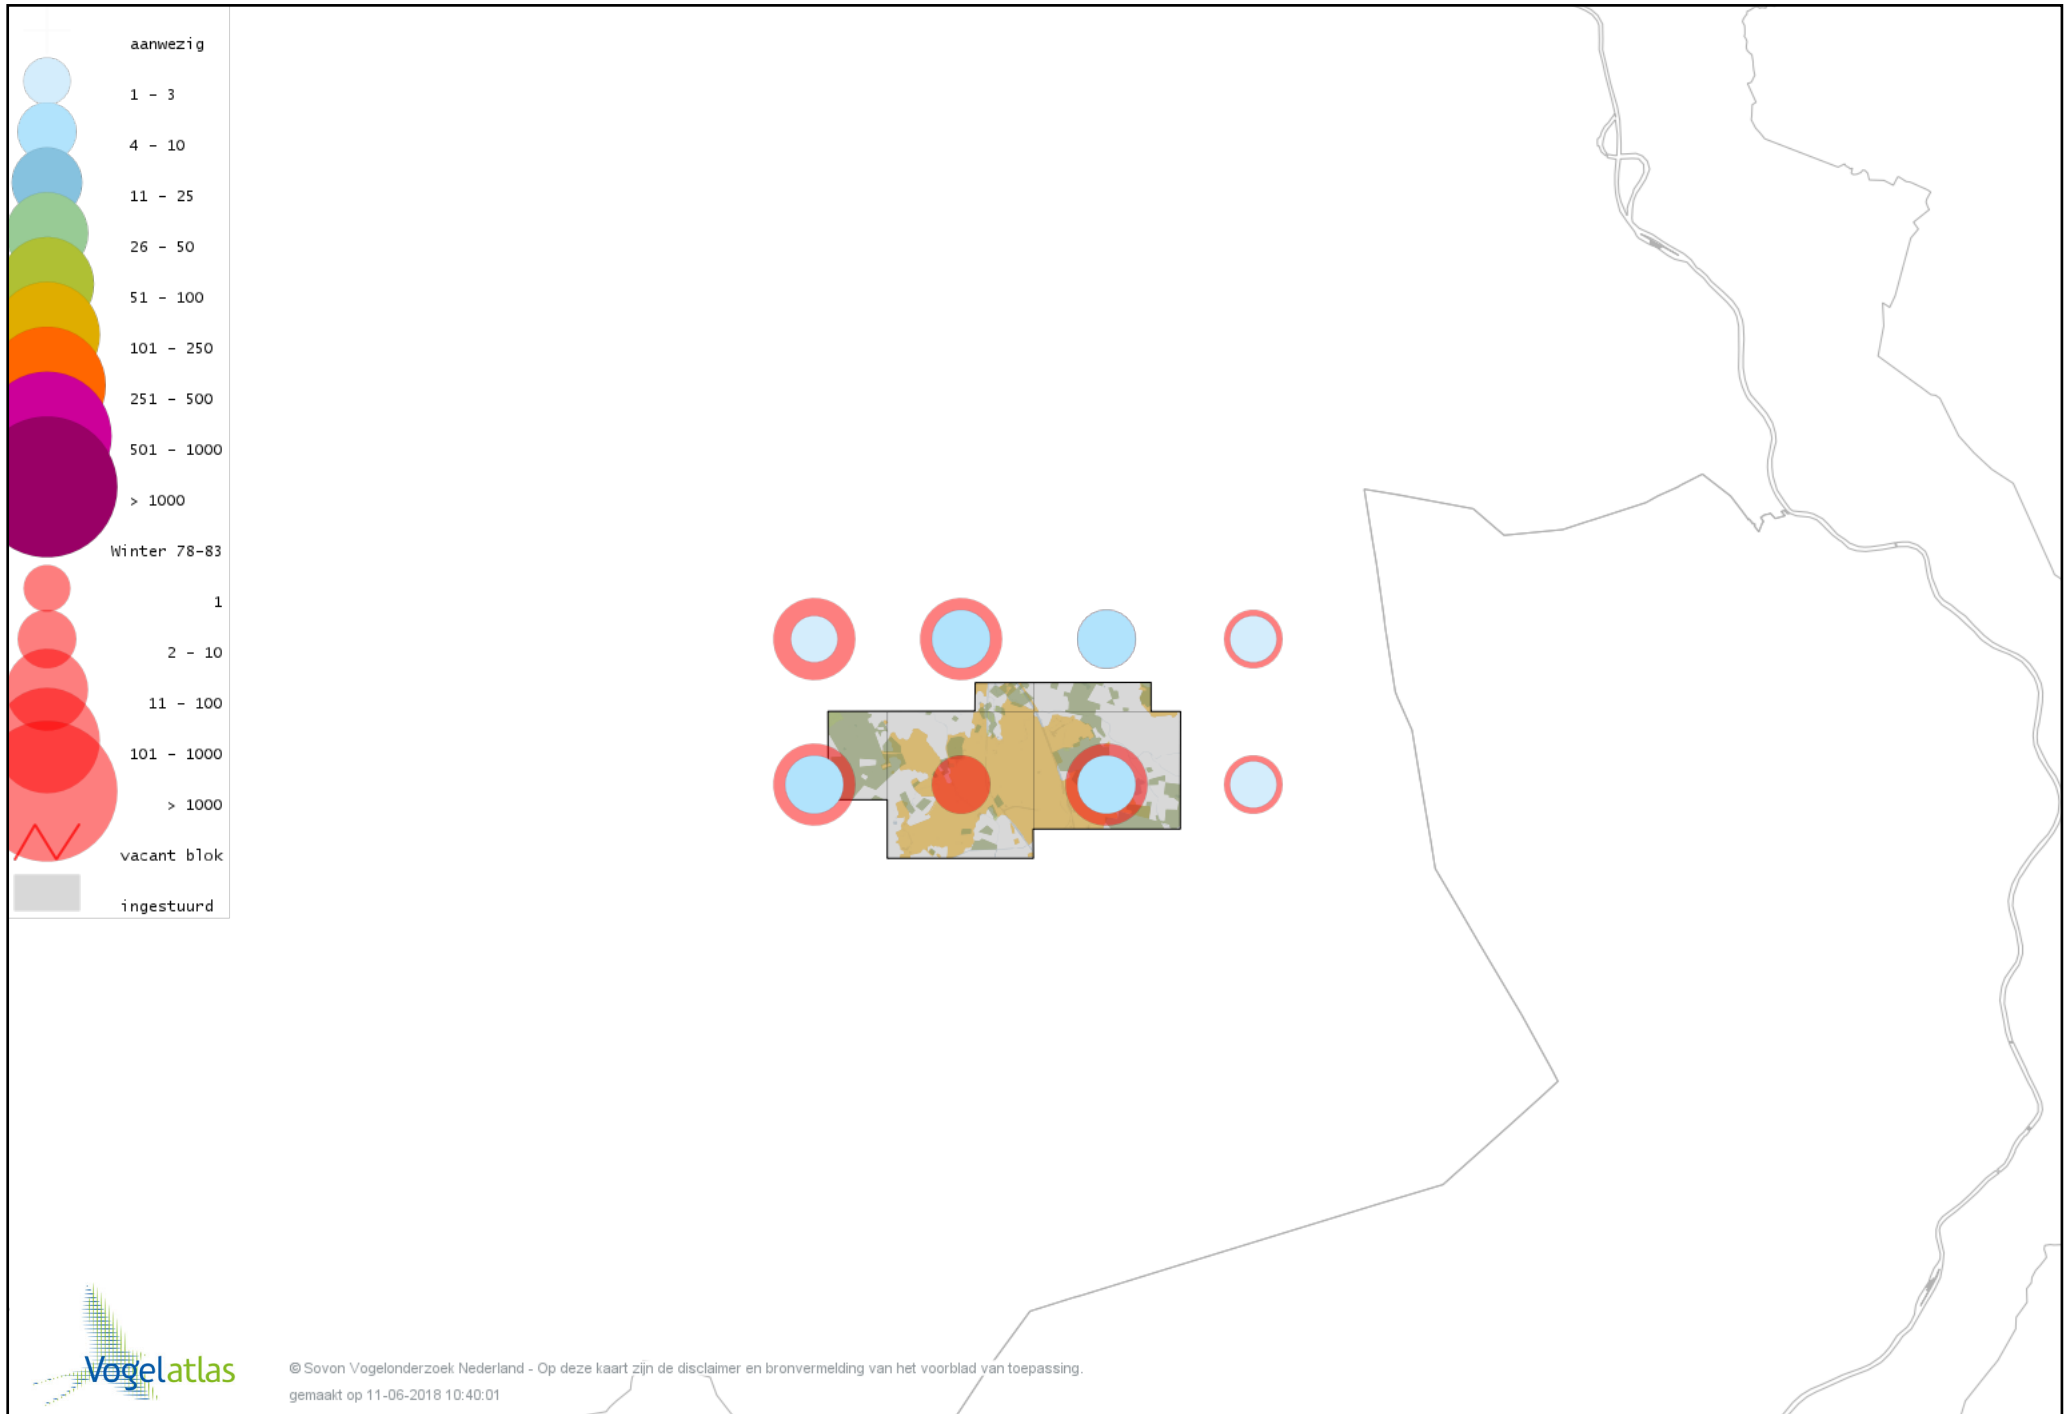 aanwezig
1 - 3
4 - 10
11 - 25
26 - 50
51 - 100
101 - 250
251 - 500
501 - 1000
> 1000
Winter 78-83
1
2 - 10
11 - 100
101 - 1000
> 1000
vacant blok
ingestuurd
Vogelatlas
© Sovon Vogelonderzoek Nederland - Op deze kaart zijn de disclaimer en bronvermelding van het voorblad van toepassing.
gemaakt op 11-06-2018 10:40:01